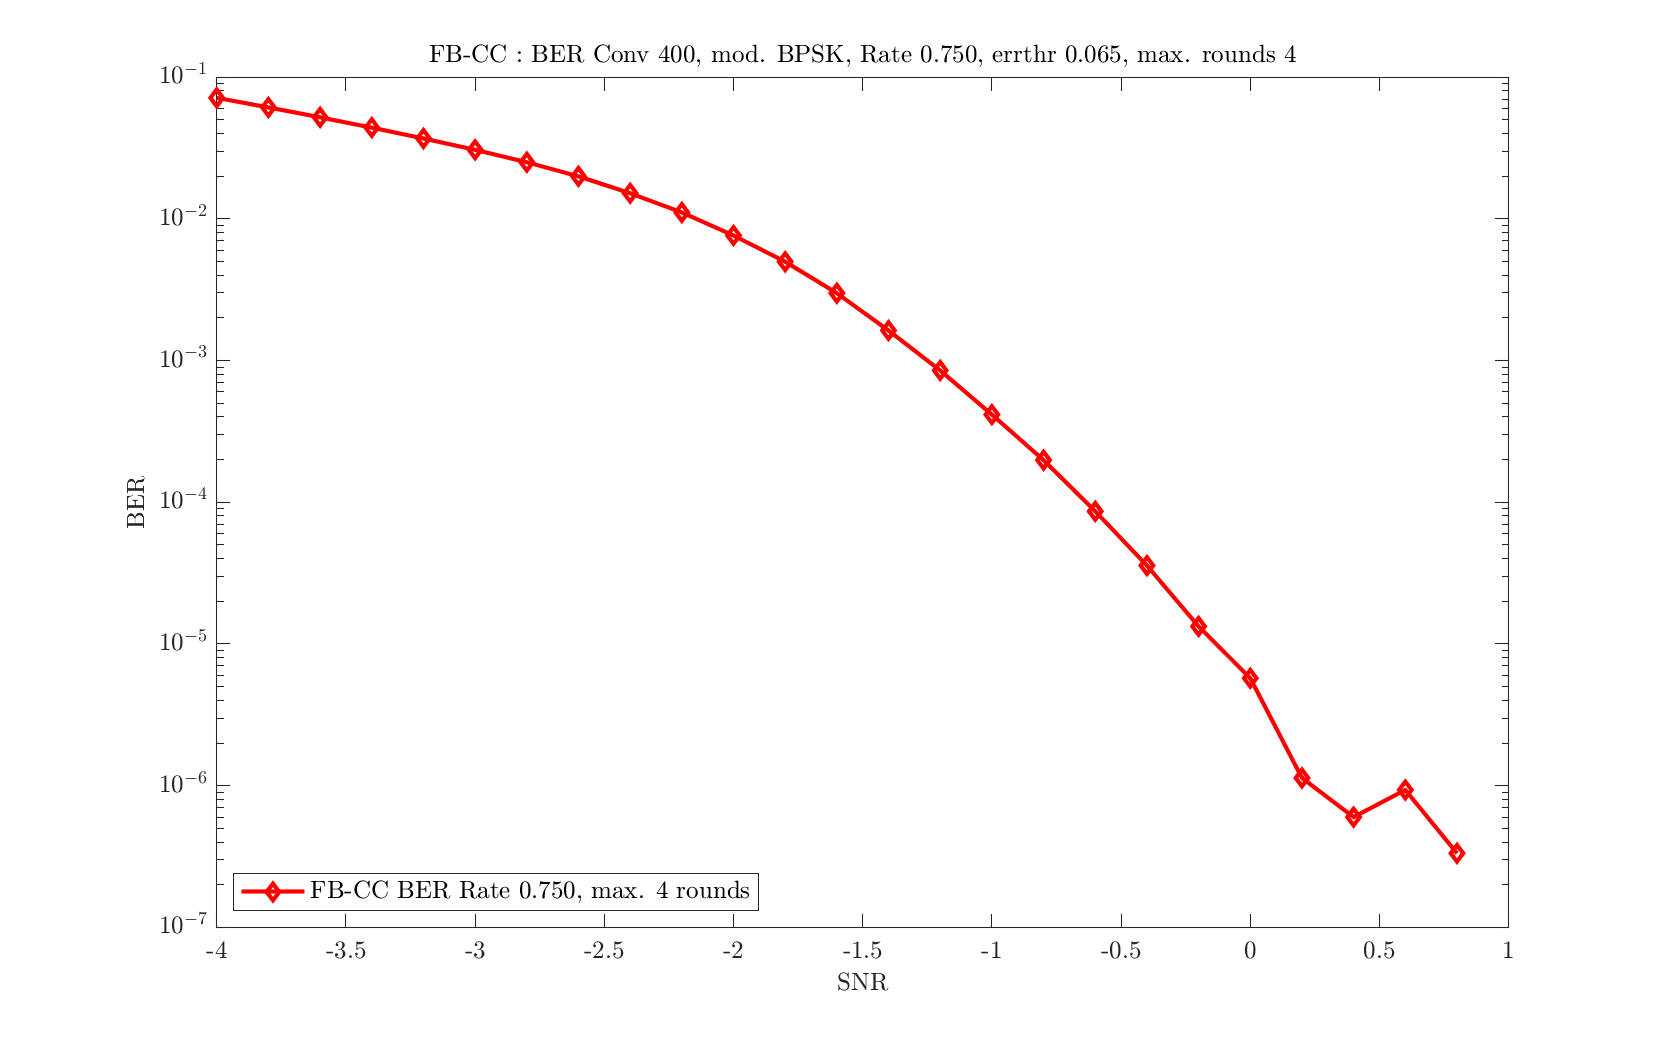 FB-CC : BER Conv 400, mod. BPSK, Rate 0.750, errthr 0.065, max. rounds 4
10^{-1}
10^{-2}
10^{-3}
10^{-4}
10^{-5}
10^{-6}
10^{-7}
BER
FB-CC BER Rate 0.750, max. 4 rounds
-4 -3.5 -3 -2.5 -2 -1.5 -1 -0.5 0 0.5 1
SNR